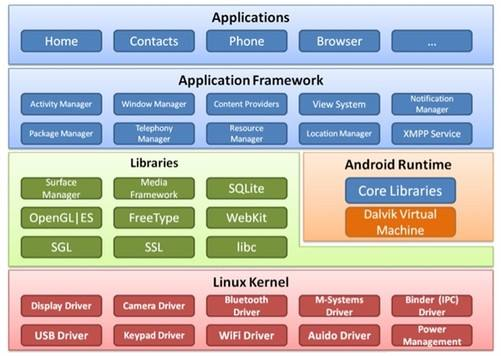 Applications
Home
Contacts
Phone
Browser
...
Application Framework
Activity Manager
Window Manager
Content Providers
View System
Notification
Manager
Package Manager
Telephony
Manager
Resource
Manager
Location Manager
XMPP Service
Libraries
Surface
Manager
Media
Framework
SQLite
OpenGL|ES
FreeType
WebKit
SGL
SSL
libc
Android Runtime
Core Libraries
Dalvik Virtual
Machine
Linux Kernel
Display Driver
Camera Driver
Bluetooth
Driver
M-Systems
Driver
Binder (IPC)
Driver
USB Driver
Keypad Driver
WiFi Driver
Auido Driver
Power
Management